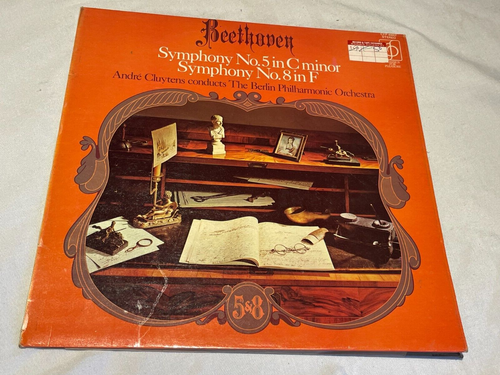 Beethoven
Symphony No.5 in C minor
Symphony No.8 in F
André Cluytens conducts The Berlin Philharmonic Orchestra
5&8